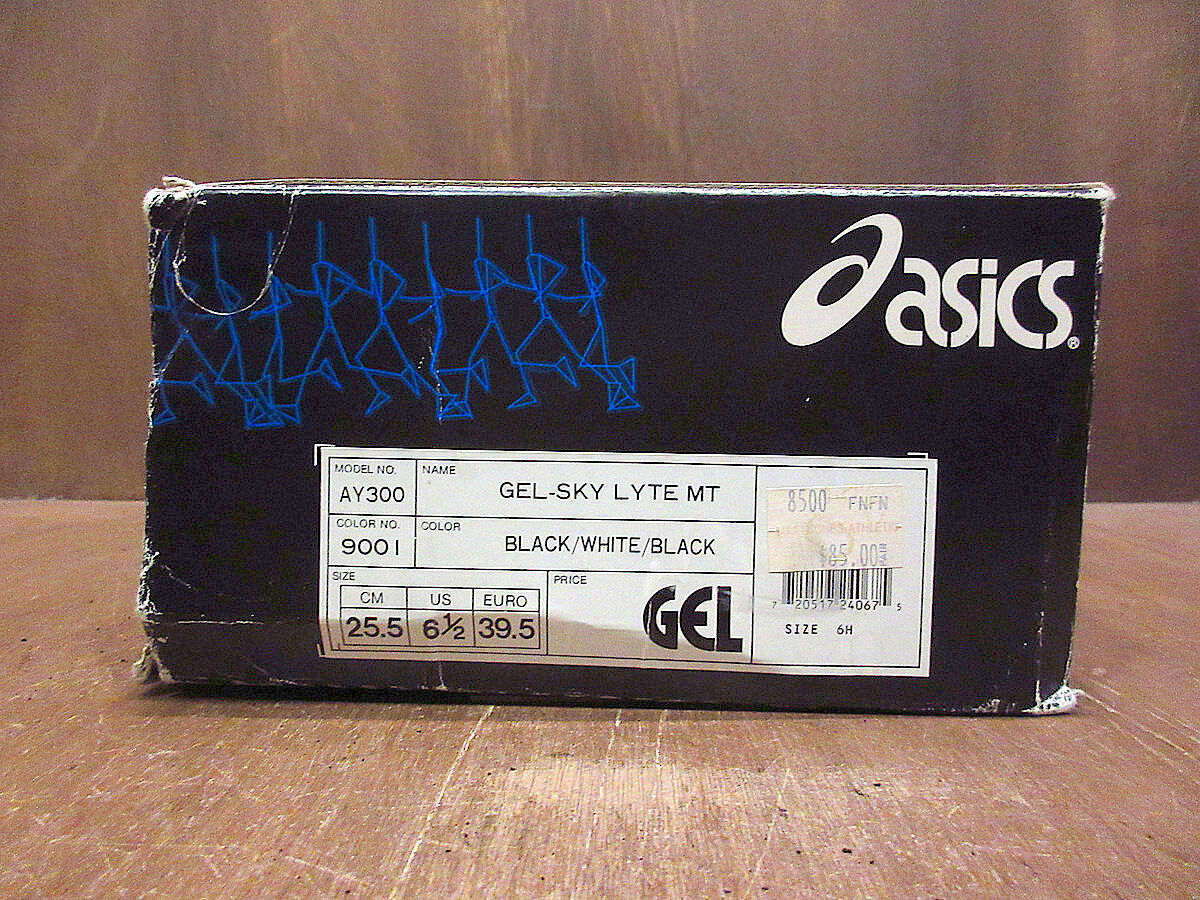 asics®
MODEL NO.
AY300
NAME
GEL-SKY LYTE MT
COLOR NO.
9001
COLOR
BLACK/WHITE/BLACK
SIZE
CM US EURO
25.5 6½ 39.5
PRICE
GEL
8500 FNFN
ATHLETIC
$85.00
7 20517 24067 5
SIZE 6H